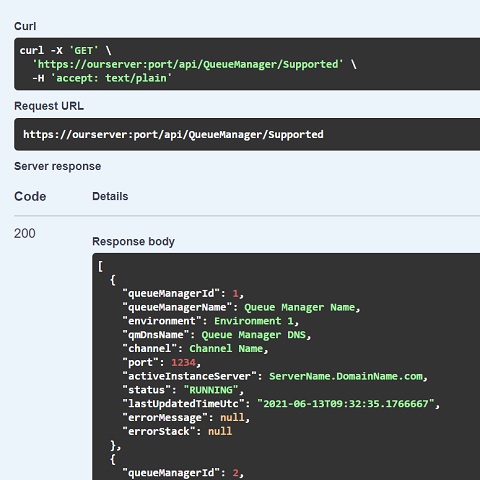 Curl
curl -X 'GET' \
'https://ourserver:port/api/QueueManager/Supported' \
-H 'accept: text/plain'
Request URL
https://ourserver:port/api/QueueManager/Supported
Server response
Code Details
200
Response body
[
{
"queueManagerId": 1,
"queueManagerName": Queue Manager Name,
"environment": Environment 1,
"qmDnsName": Queue Manager DNS,
"channel": Channel Name,
"port": 1234,
"activeInstanceServer": ServerName.DomainName.com,
"status": "RUNNING",
"lastUpdatedTimeUtc": "2021-06-13T09:32:35.1766667",
"errorMessage": null,
"errorStack": null
},
{
"queueManagerId": 2,